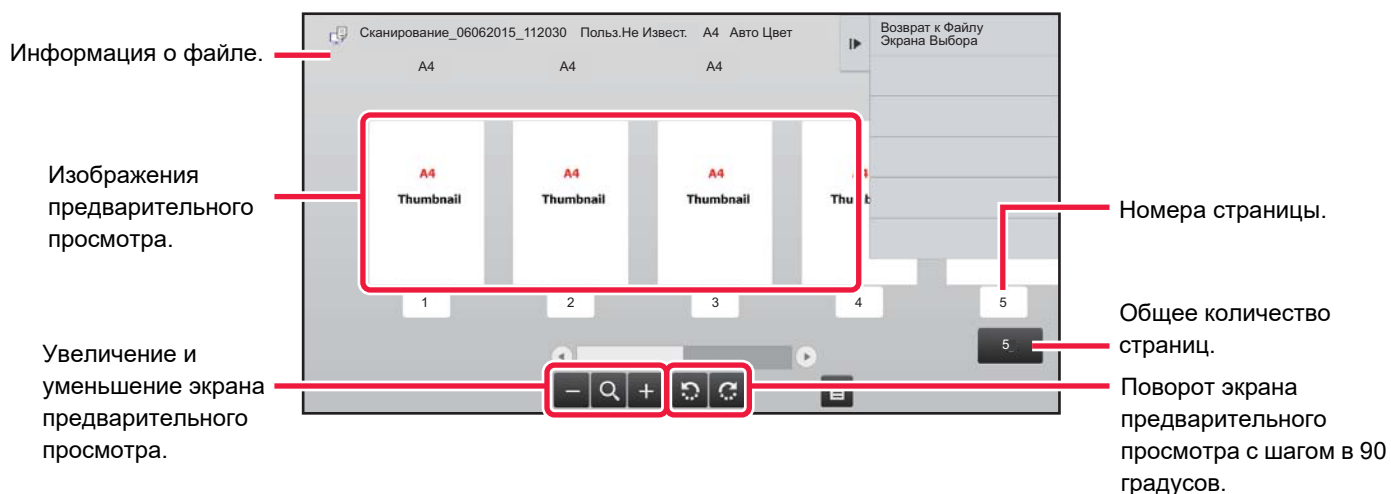 Информация о файле.
Изображения
предварительного
просмотра.
Увеличение и
уменьшение экрана
предварительного
просмотра.
Сканирование_06062015_112030 Польз.Не Извест. A4 Авто Цвет
A4 A4 A4
Возврат к Файлу
Экрана Выбора
A4 A4 A4
Thumbnail Thumbnail Thumbnail
1 2 3 4 5
5
Номера страницы.
Общее количество
страниц.
Поворот экрана
предварительного
просмотра с шагом в 90
градусов.